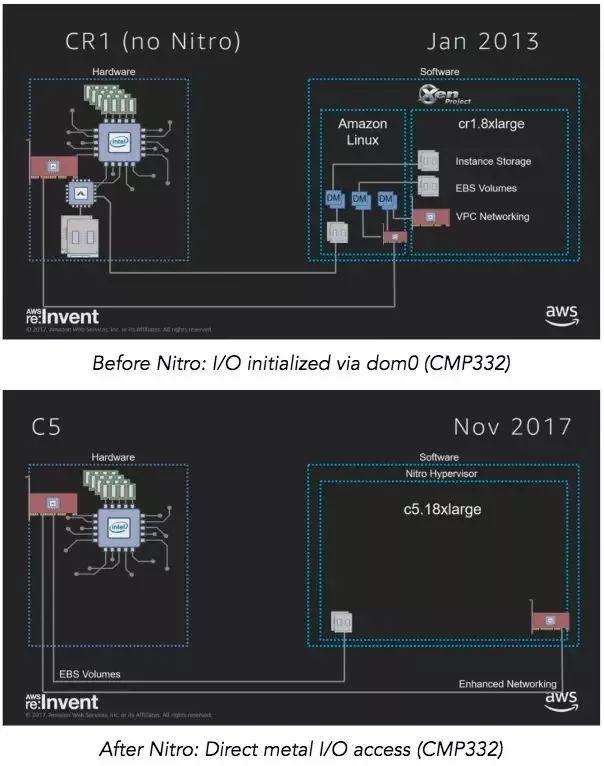 CR1 (no Nitro)
Jan 2013
Hardware
Software
Xen
Project
Amazon
Linux
cr1.8xlarge
intel
Instance Storage
EBS Volumes
VPC Networking
DM
DM
DM
AWS
re:Invent
© 2017, Amazon Web Services, Inc. or its Affiliates. All rights reserved.
aws
Before Nitro: I/O initialized via dom0 (CMP332)
C5
Nov 2017
Hardware
Software
Nitro Hypervisor
c5.18xlarge
intel
EBS Volumes
Enhanced Networking
AWS
re:Invent
© 2017, Amazon Web Services, Inc. or its Affiliates. All rights reserved.
aws
After Nitro: Direct metal I/O access (CMP332)